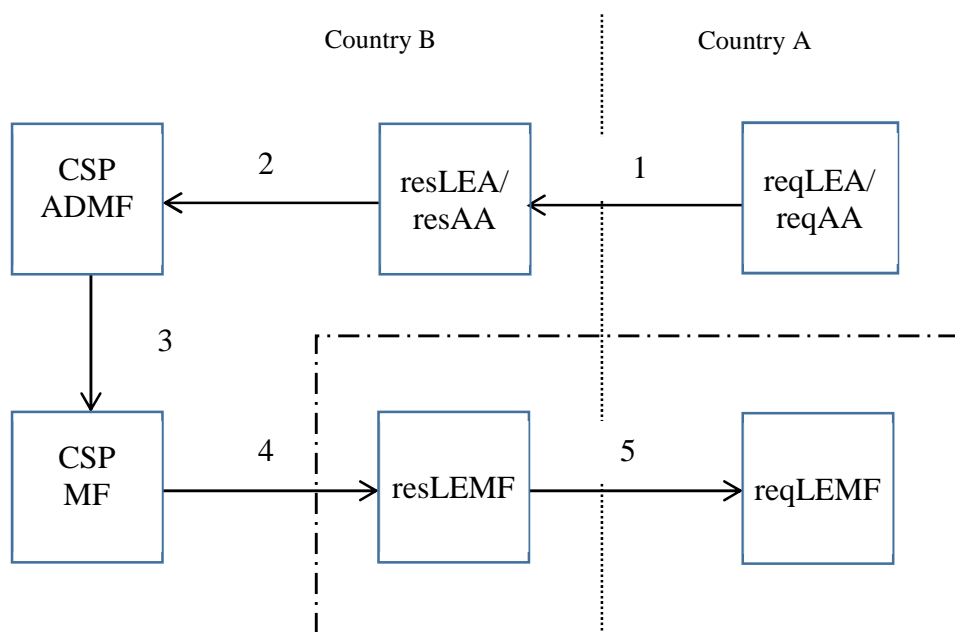 Country B
Country A
CSP
ADMF
2
resLEA/
resAA
1
reqLEA/
reqAA
3
CSP
MF
4
resLEMF
5
reqLEMF